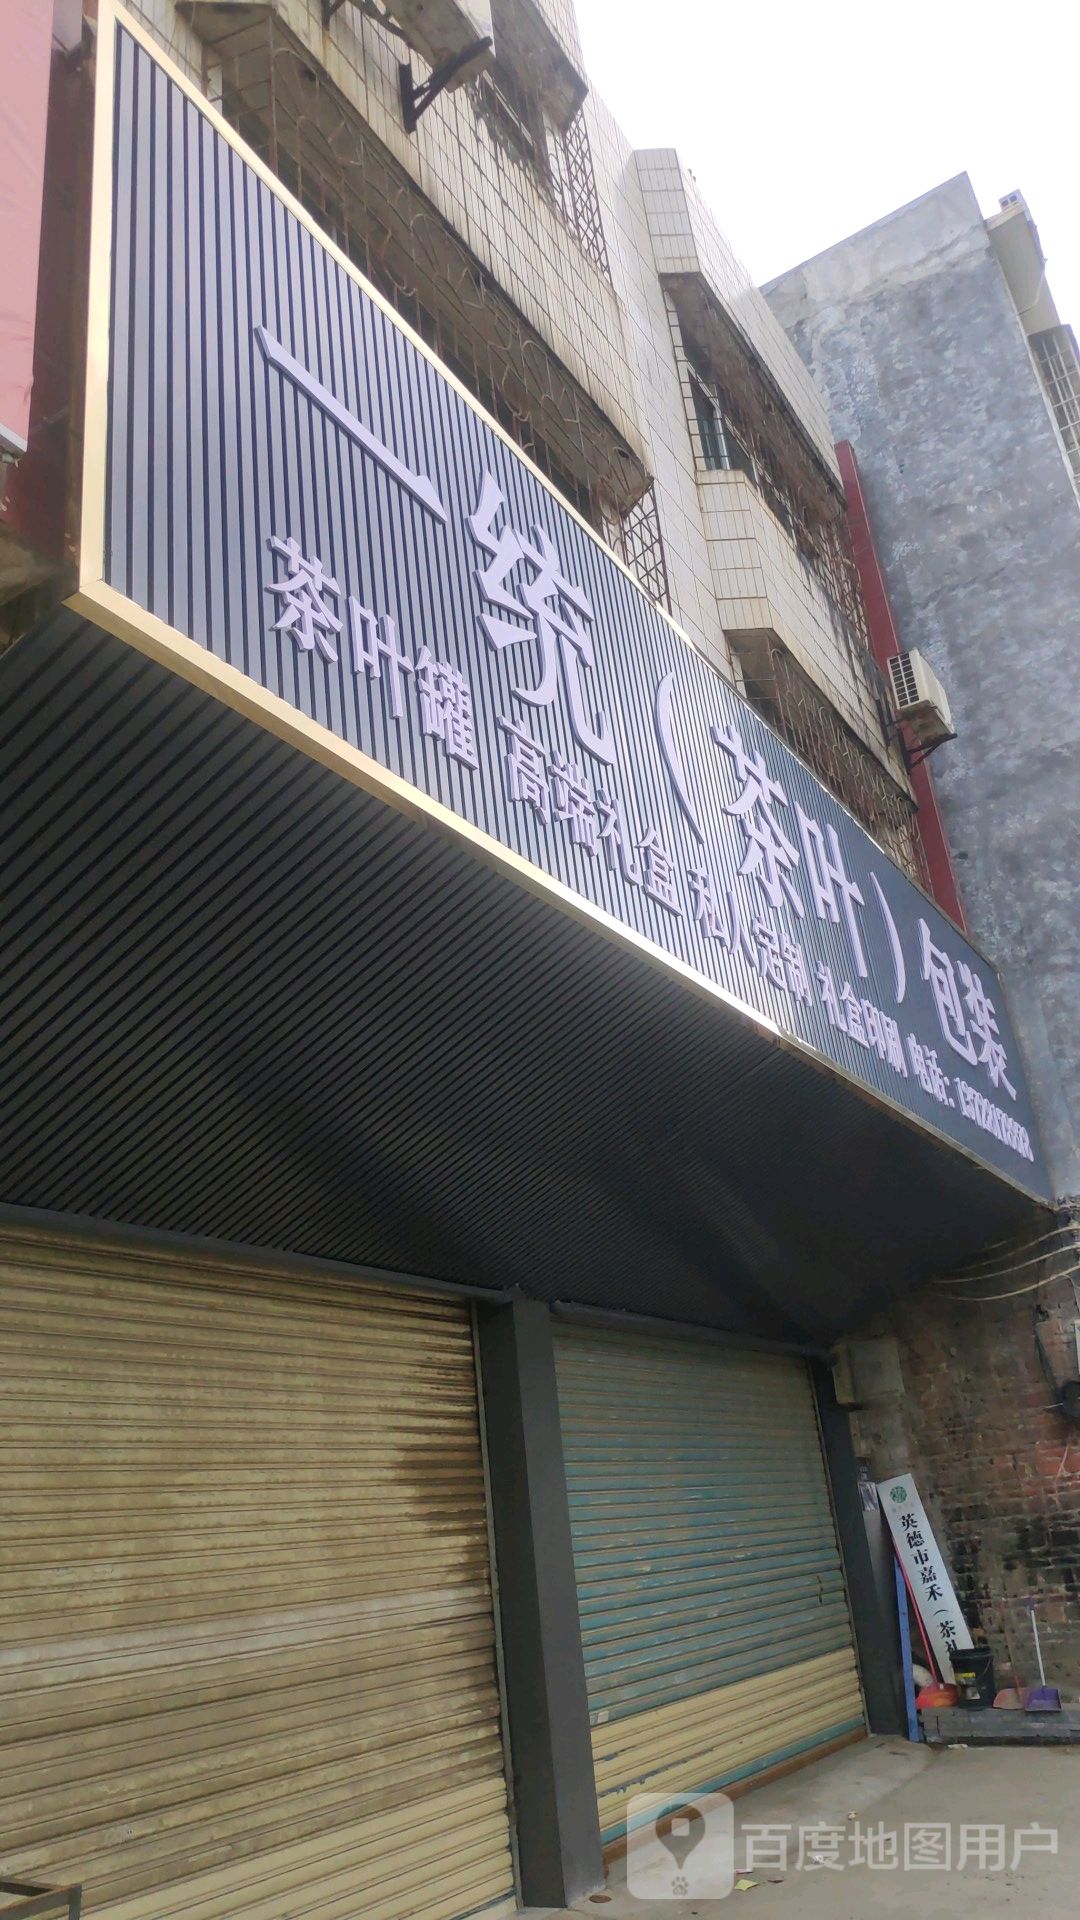 一统（茶叶）包装
茶叶罐 高端礼盒 私人定制 礼盒印刷 电话：
英德市嘉禾（茶礼
百度地图用户